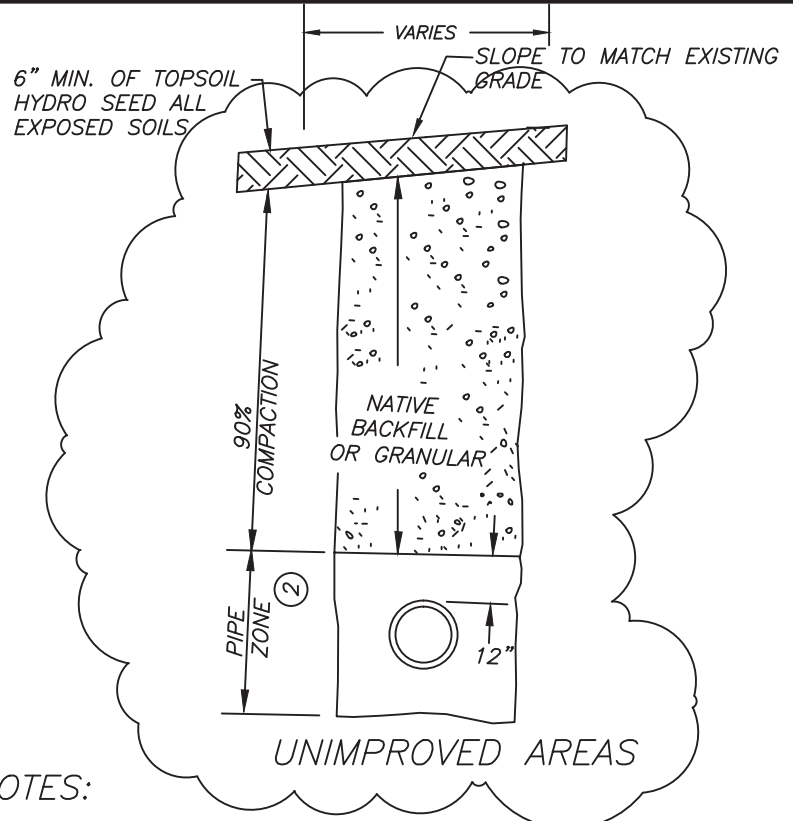 VARIES
6” MIN. OF TOPSOIL
HYDRO SEED ALL
EXPOSED SOILS
SLOPE TO MATCH EXISTING
GRADE
90%
COMPACTION
NATIVE
BACKFILL
OR GRANULAR
PIPE
ZONE
2
12”
UNIMPROVED AREAS
OTES: